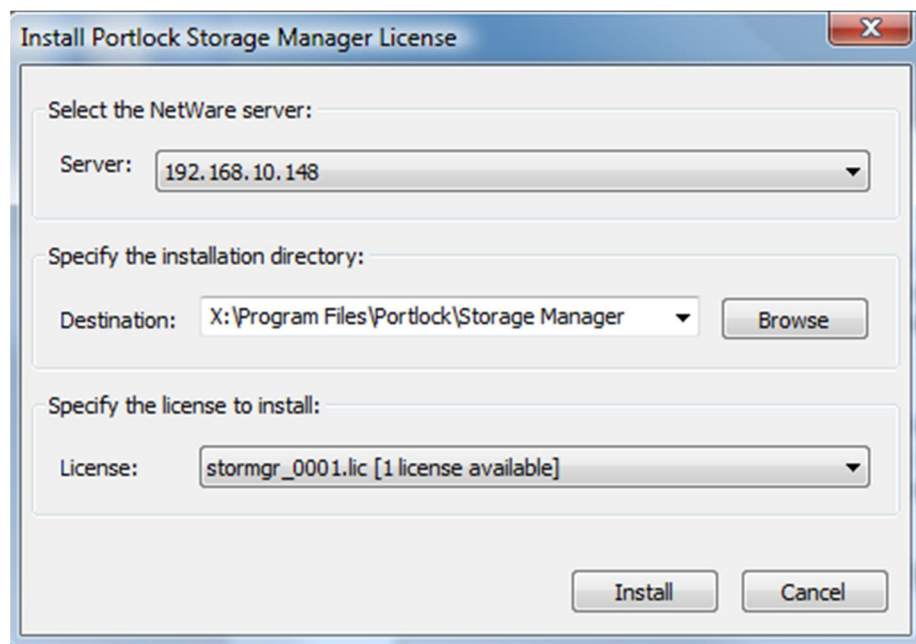 Install Portlock Storage Manager License
Select the NetWare server:
Server: 192.168.10.148
Specify the installation directory:
Destination: X:\Program Files\Portlock\Storage Manager Browse
Specify the license to install:
License: stormgr_0001.lic [1 license available]
Install Cancel